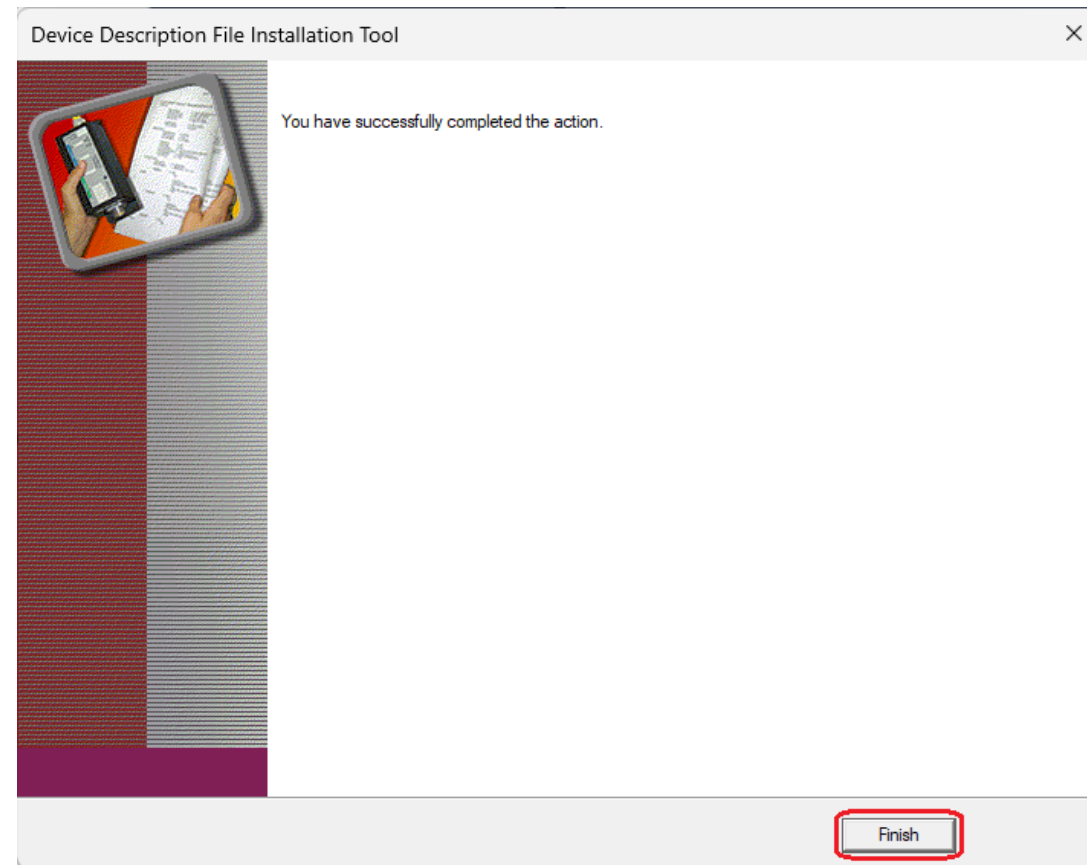 Device Description File Installation Tool
You have successfully completed the action.
Finish